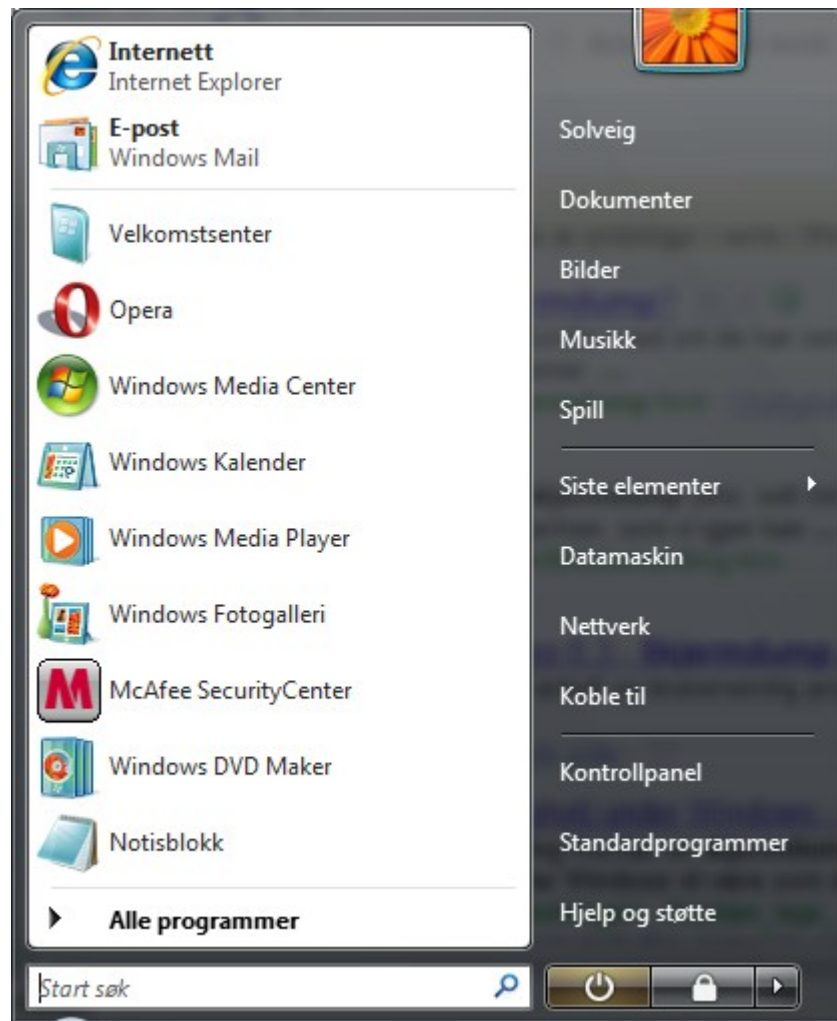 Internett
Internet Explorer
E-post
Windows Mail
Velkomstsenter
Opera
Windows Media Center
Windows Kalender
Windows Media Player
Windows Fotogalleri
McAfee SecurityCenter
Windows DVD Maker
Notisblokk
Alle programmer
Start søk
Solveig
Dokumenter
Bilder
Musikk
Spill
Siste elementer
Datamaskin
Nettverk
Koble til
Kontrollpanel
Standardprogrammer
Hjelp og støtte